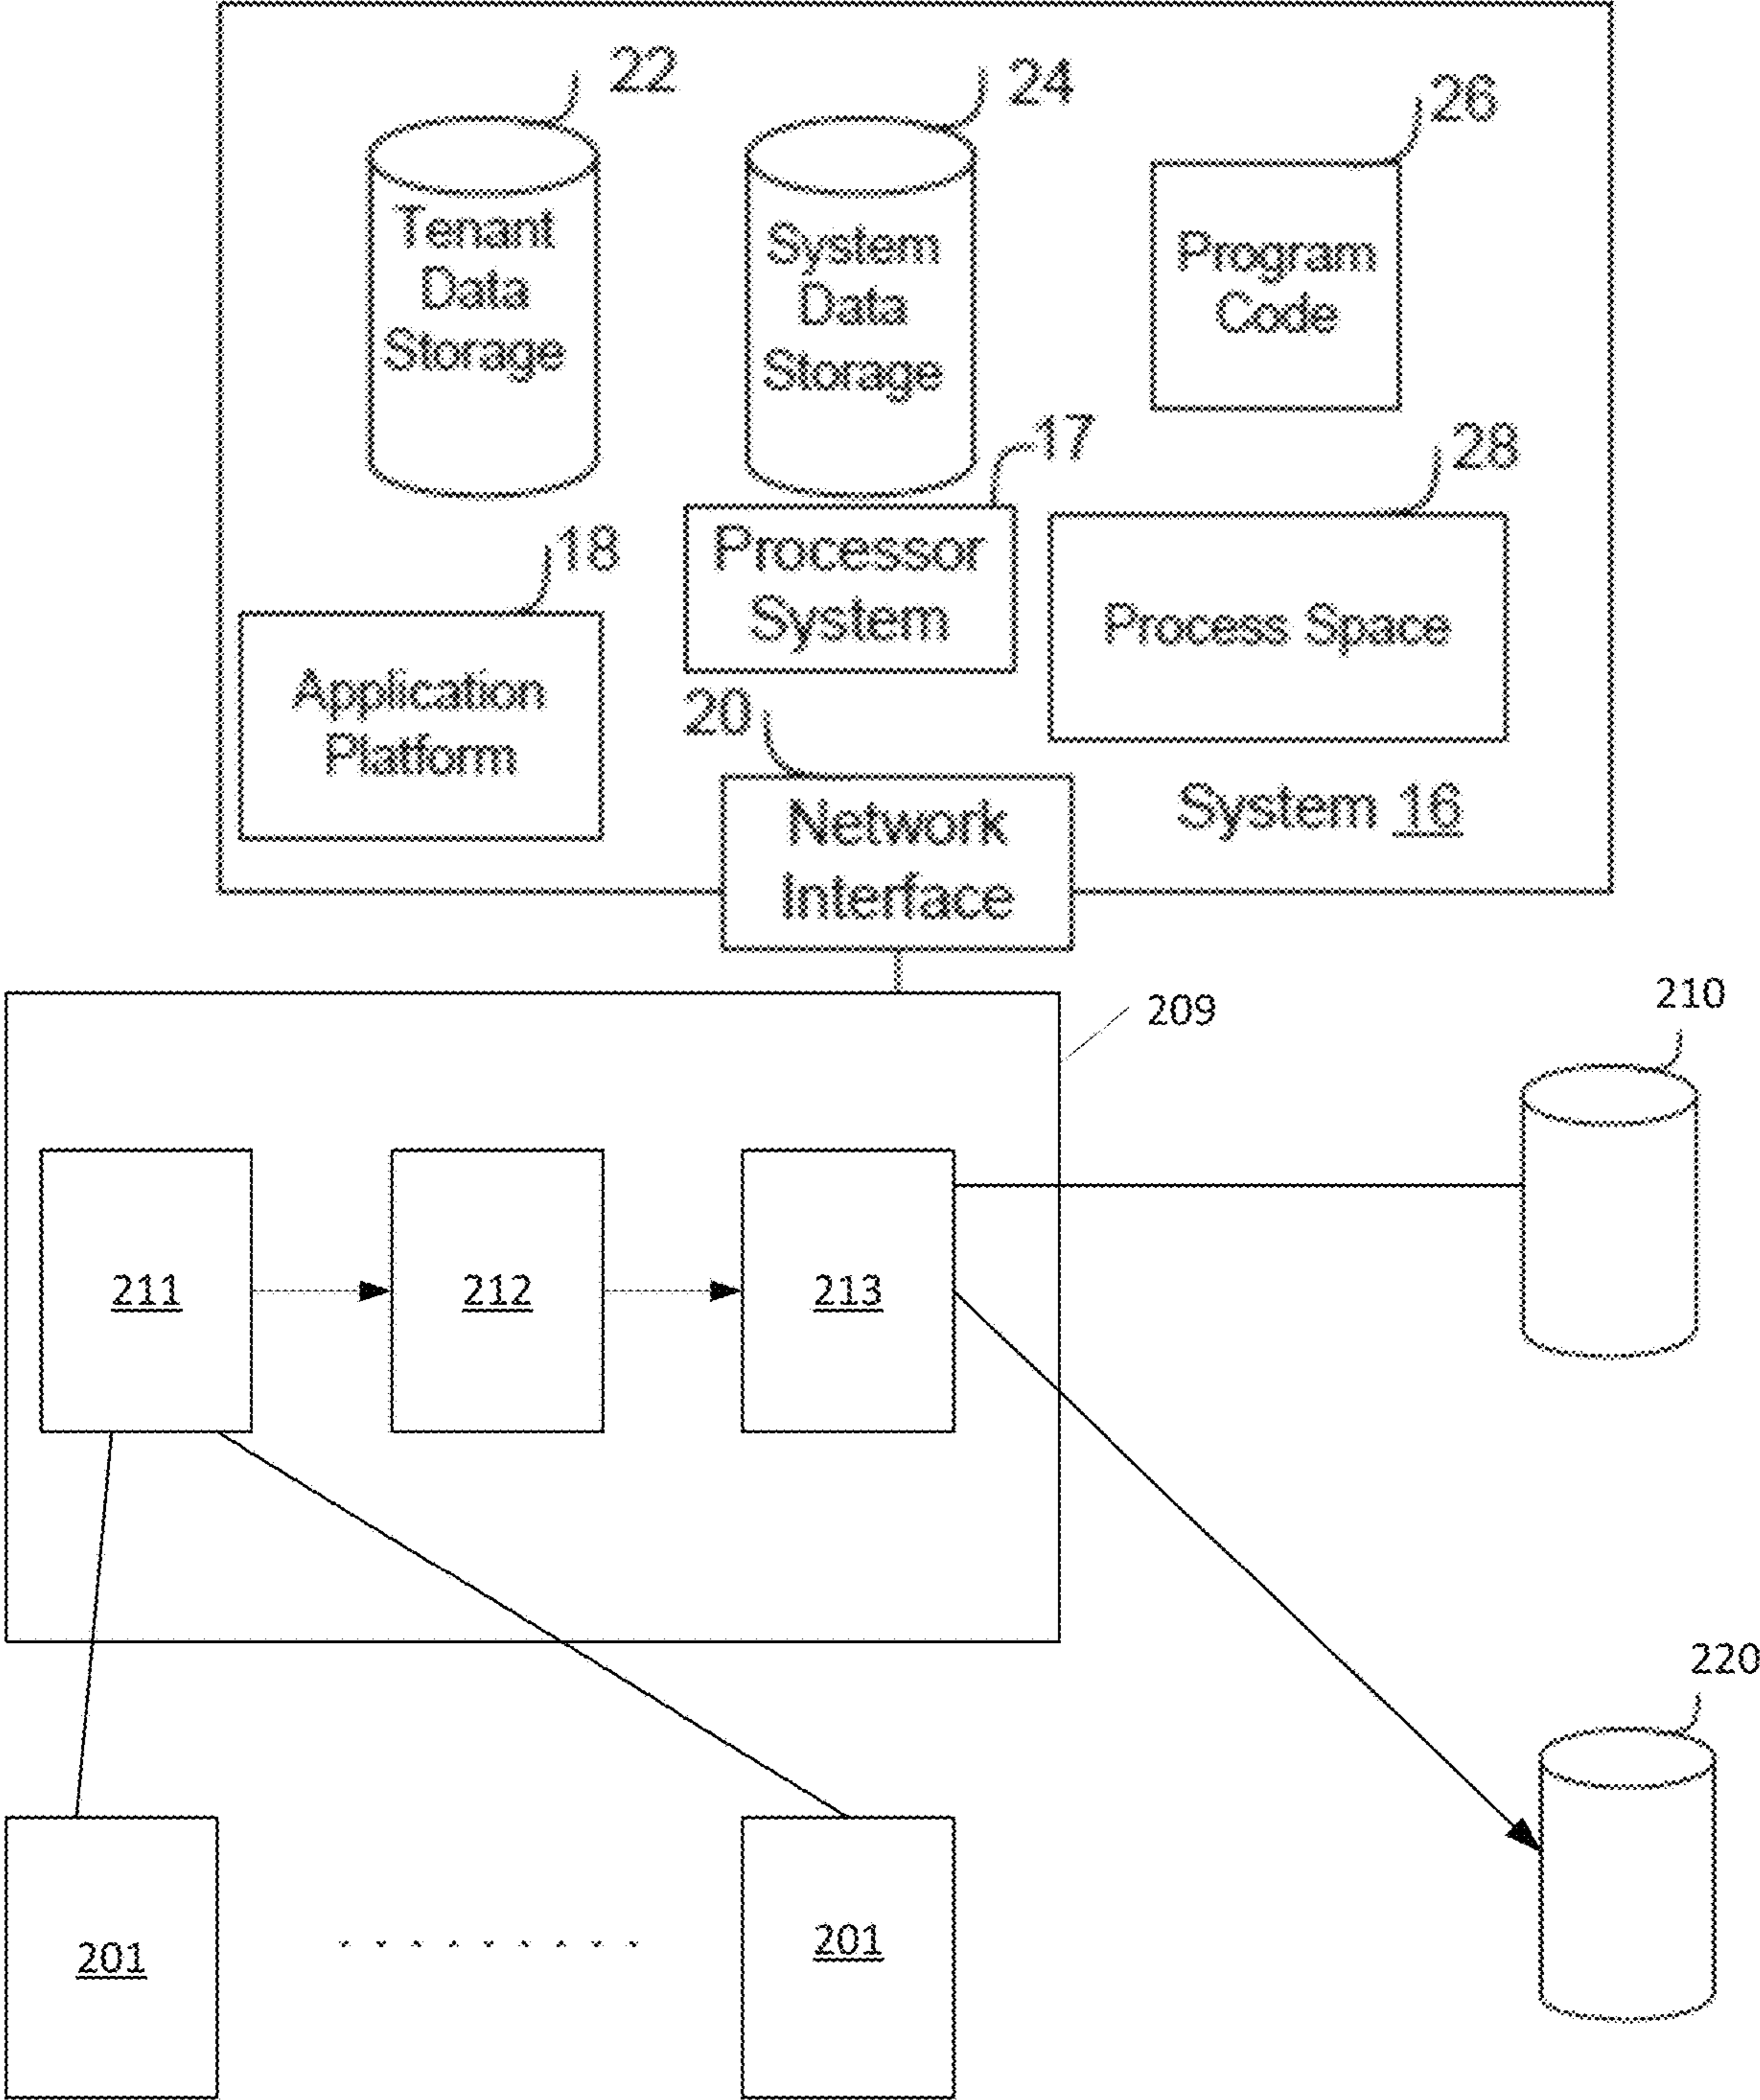 22
24
26
Tenant
Data
Storage
System
Data
Storage
Program
Code
17
28
18
Processor
System
Process Space
Application
Platform
20
Network
Interface
System 16
209
210
211
212
213
220
201
201